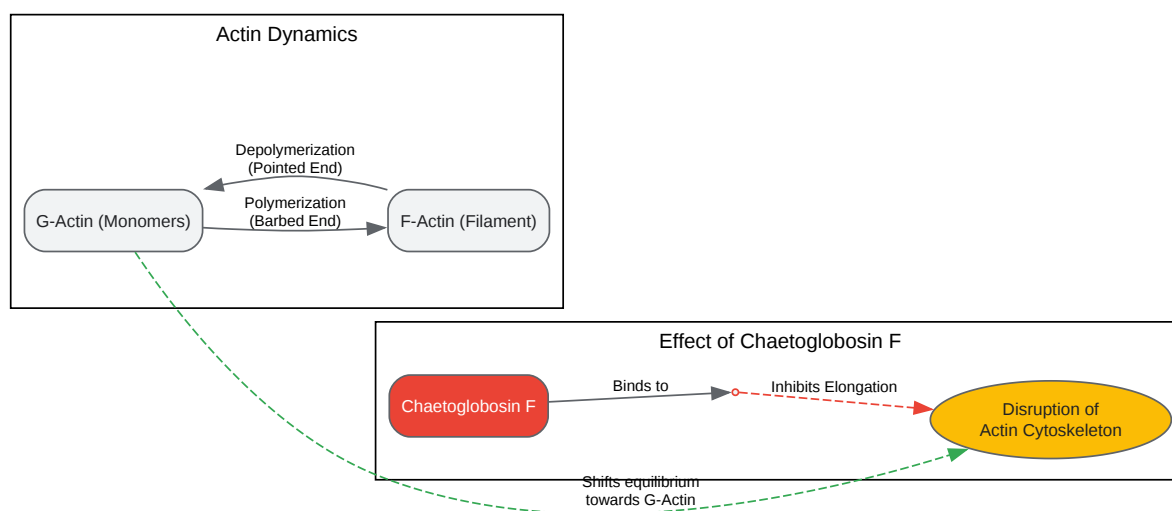 Actin Dynamics
Depolymerization
(Pointed End)
Polymerization
(Barbed End)
G-Actin (Monomers)
F-Actin (Filament)
Effect of Chaetoglobosin F
Chaetoglobosin F
Binds to
Inhibits Elongation
Disruption of
Actin Cytoskeleton
Shifts equilibrium
towards G-Actin